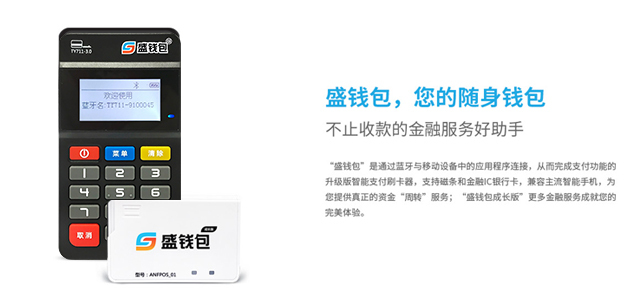 TY711-3.0
盛钱包
欢迎使用
蓝牙名:TY711-9100045
菜单
清除
1
2
3
4
5
6
7
取消
盛钱包
型号：ANFPOS_01
盛钱包，您的随身钱包
不止收款的金融服务好助手
“盛钱包”是通过蓝牙与移动设备中的应用程序连接，从而完成支付功能的
升级版智能支付刷卡器，支持磁条和金融IC银行卡，兼容主流智能手机，为
您提供真正的资金“周转”服务；“盛钱包成长版”更多金融服务成就您的
完美体验。